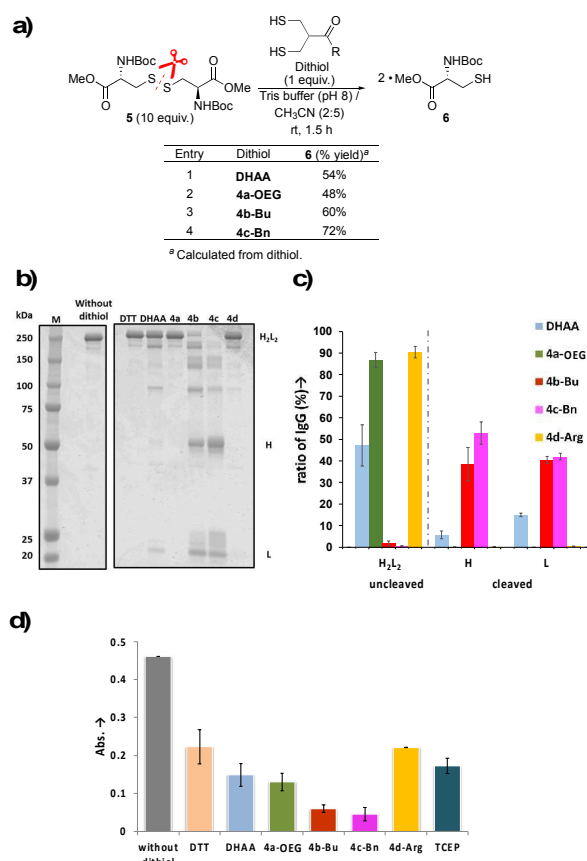 a)
HS
O
HS
R
NHBoc
MeO
S
O
S
O
OMe
NHBoc
5 (10 equiv.)
Dithiol
(1 equiv.)
Tris buffer (pH 8) /
CH3CN (2:5)
rt, 1.5 h
NHBoc
2 • MeO
SH
O
6
Entry Dithiol 6 (% yield)a
1 DHAA 54%
2 4a-OEG 48%
3 4b-Bu 60%
4 4c-Bn 72%
a Calculated from dithiol.
b)
kDa M Without dithiol DTT DHAA 4a 4b 4c 4d
250 H2L2
150
100
75
50 H
37
25
20 L
c)
ratio of IgG (%)→
100
90
80
70
60
50
40
30
20
10
0
H2L2 H L
uncleaved cleaved
DHAA
4a-OEG
4b-Bu
4c-Bn
4d-Arg
d)
Abs. →
0.5
0.4
0.3
0.2
0.1
0
without DTT DHAA 4a-OEG 4b-Bu 4c-Bn 4d-Arg TCEP
dithiol